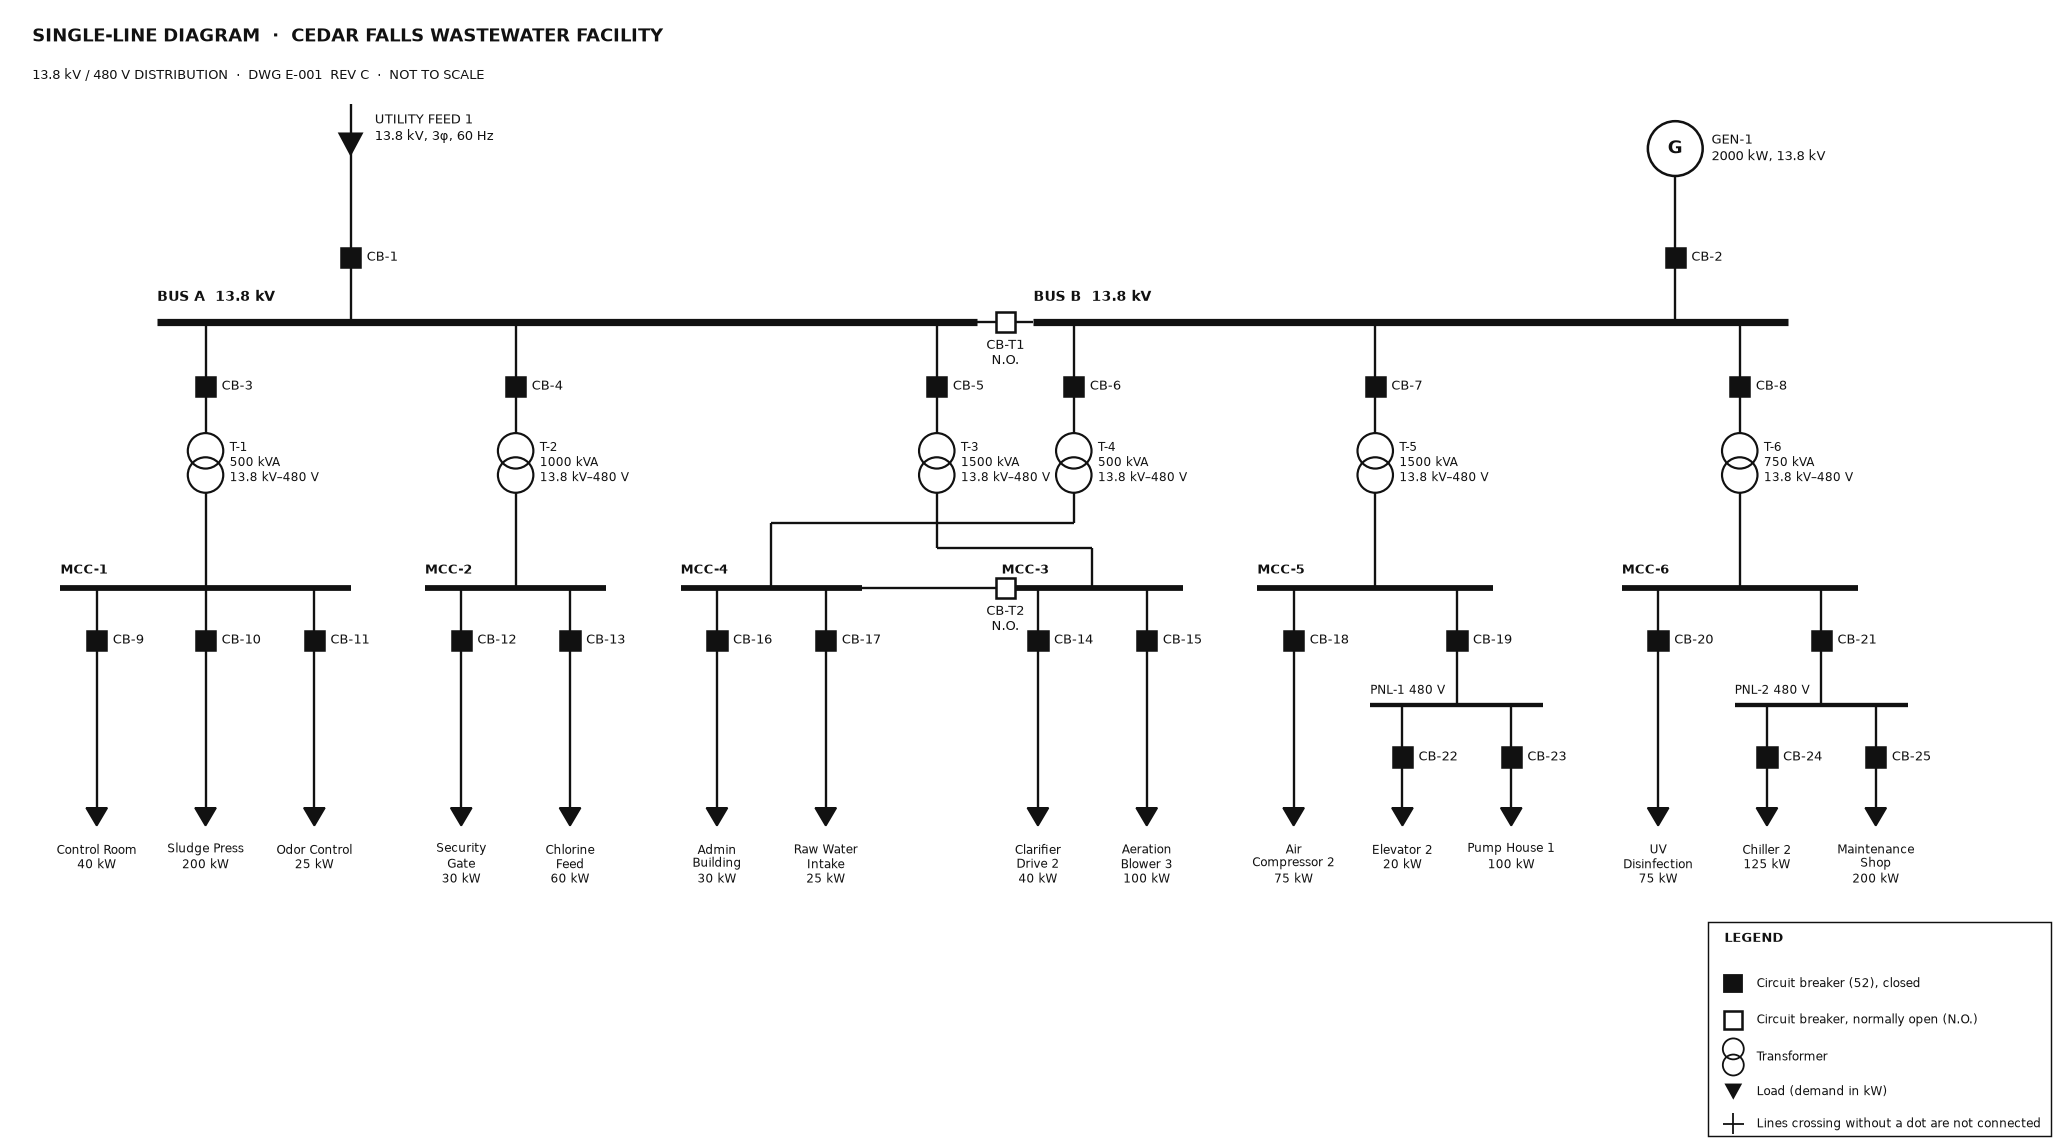 SINGLE-LINE DIAGRAM · CEDAR FALLS WASTEWATER FACILITY
13.8 kV / 480 V DISTRIBUTION · DWG E-001 REV C · NOT TO SCALE
UTILITY FEED 1
13.8 kV, 3φ, 60 Hz
G
GEN-1
2000 kW, 13.8 kV
CB-1
CB-2
BUS A 13.8 kV
BUS B 13.8 kV
CB-T1
N.O.
CB-3
CB-4
CB-5
CB-6
CB-7
CB-8
T-1
500 kVA
13.8 kV–480 V
T-2
1000 kVA
13.8 kV–480 V
T-3
1500 kVA
13.8 kV–480 V
T-4
500 kVA
13.8 kV–480 V
T-5
1500 kVA
13.8 kV–480 V
T-6
750 kVA
13.8 kV–480 V
MCC-1
MCC-2
MCC-4
MCC-3
MCC-5
MCC-6
CB-T2
N.O.
CB-9
CB-10
CB-11
CB-12
CB-13
CB-16
CB-17
CB-14
CB-15
CB-18
CB-19
CB-20
CB-21
PNL-1 480 V
PNL-2 480 V
CB-22
CB-23
CB-24
CB-25
Control Room
40 kW
Sludge Press
200 kW
Odor Control
25 kW
Security
Gate
30 kW
Chlorine
Feed
60 kW
Admin
Building
30 kW
Raw Water
Intake
25 kW
Clarifier
Drive 2
40 kW
Aeration
Blower 3
100 kW
Air
Compressor 2
75 kW
Elevator 2
20 kW
Pump House 1
100 kW
UV
Disinfection
75 kW
Chiller 2
125 kW
Maintenance
Shop
200 kW
LEGEND
Circuit breaker (52), closed
Circuit breaker, normally open (N.O.)
Transformer
Load (demand in kW)
Lines crossing without a dot are not connected